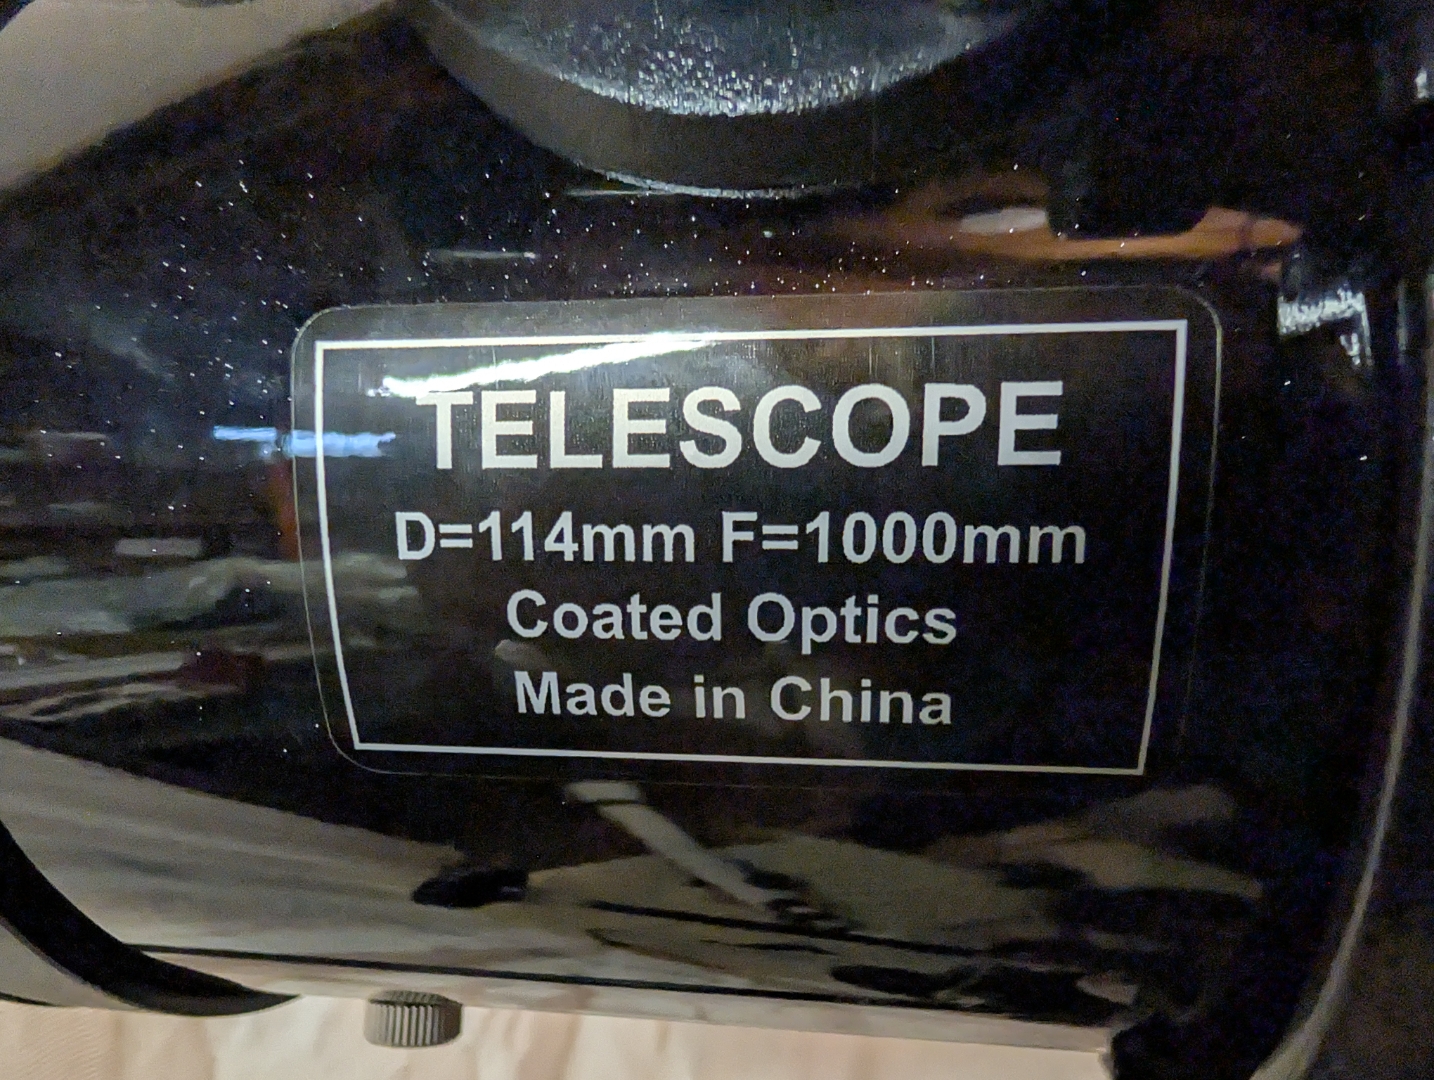 TELESCOPE
D=114mm F=1000mm
Coated Optics
Made in China